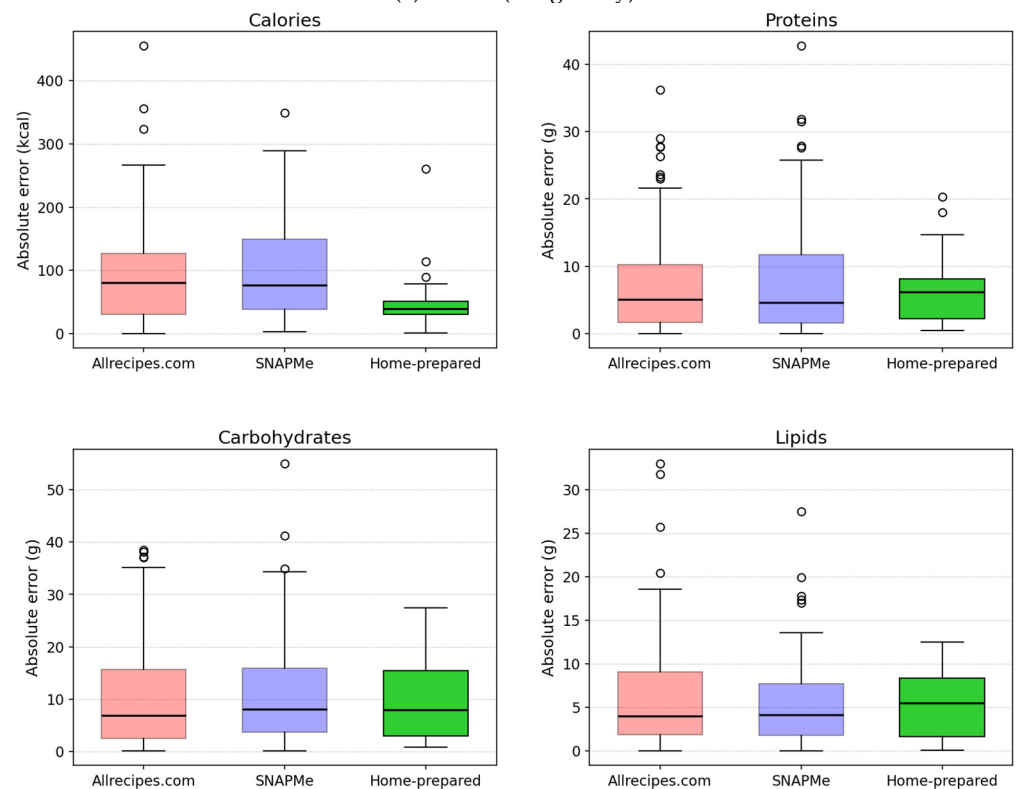 Calories
Absolute error (kcal)
400
300
200
100
0
Allrecipes.com SNAPMe Home-prepared
Proteins
Absolute error (g)
40
30
20
10
0
Allrecipes.com SNAPMe Home-prepared
Carbohydrates
Absolute error (g)
50
40
30
20
10
0
Allrecipes.com SNAPMe Home-prepared
Lipids
Absolute error (g)
30
25
20
15
10
5
0
Allrecipes.com SNAPMe Home-prepared